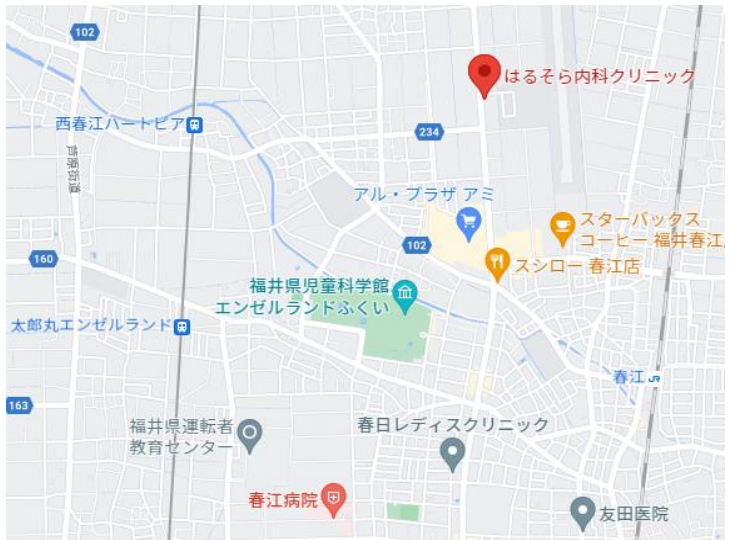 102
はるそら内科クリニック
西春江ハートピア
234
芦原街道
アル・プラザ アミ
スターバックス
コーヒー 福井春江
102
160
スシロー 春江店
福井県児童科学館
エンゼルランドふくい
太郎丸エンゼルランド
春江
163
福井県運転者
教育センター
春日レディスクリニック
春江病院
友田医院